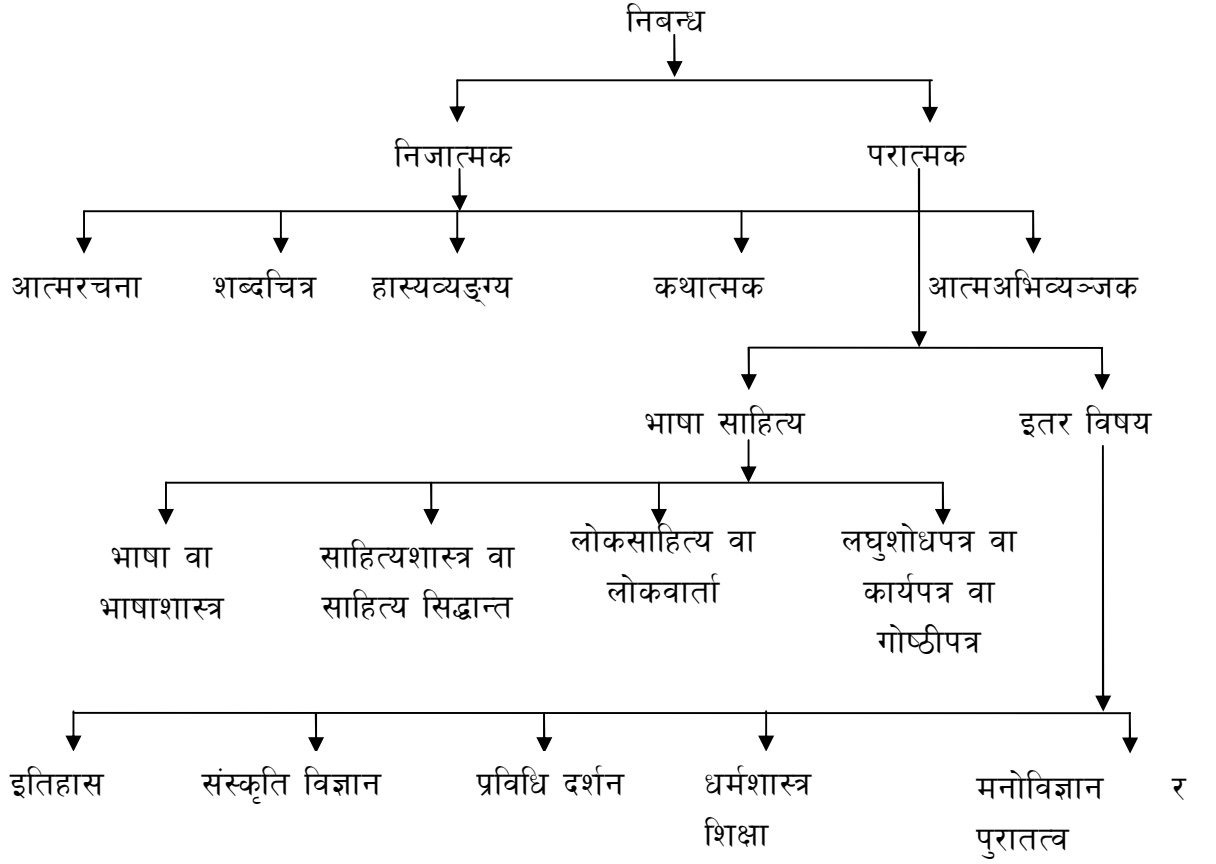 निबन्ध
निजात्मक परात्मक
आत्मरचना शब्दचित्र हास्यव्यङ्ग्य कथात्मक आत्मअभिव्यञ्जक
भाषा साहित्य इतर विषय
भाषा वा
भाषाशास्त्र
साहित्यशास्त्र वा
साहित्य सिद्धान्त
लोकसाहित्य वा
लोकवार्ता
लघुशोधपत्र वा
कार्यपत्र वा
गोष्ठीपत्र
इतिहास
संस्कृति विज्ञान
प्रविधि दर्शन
धर्मशास्त्र
शिक्षा
मनोविज्ञान र
पुरातत्व